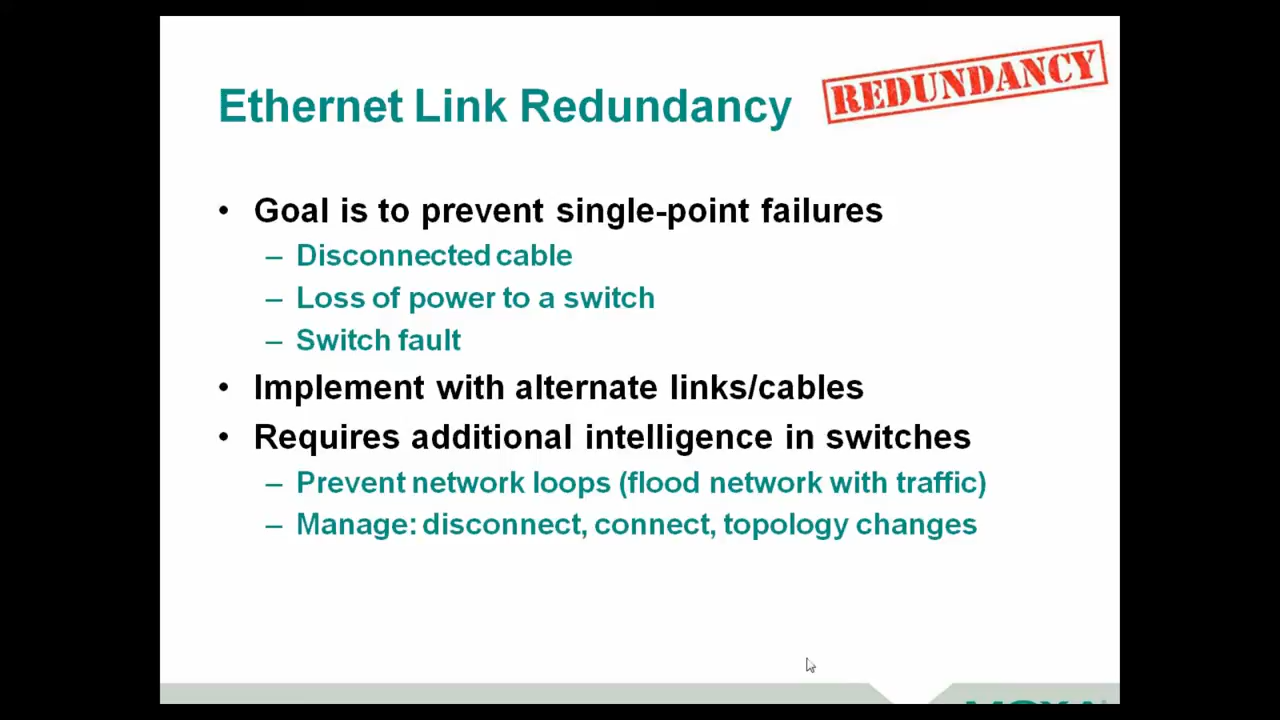 REDUNDANCY
Ethernet Link Redundancy
• Goal is to prevent single-point failures
– Disconnected cable
– Loss of power to a switch
– Switch fault
• Implement with alternate links/cables
• Requires additional intelligence in switches
– Prevent network loops (flood network with traffic)
– Manage: disconnect, connect, topology changes